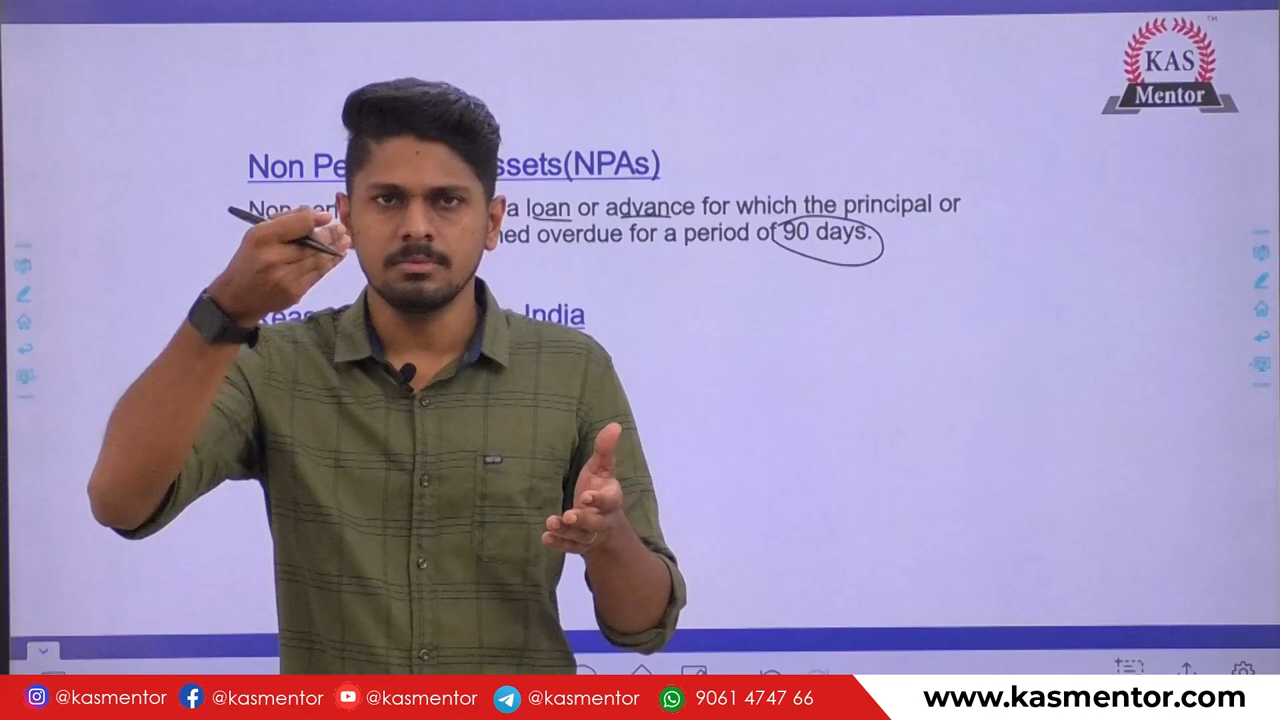 TM
KAS
Mentor
Non Pe ssets(NPAs)
a loan or advance for which the principal or
ned overdue for a period of 90 days.
India
@kasmentor @kasmentor @kasmentor @kasmentor 9061 4747 66
www.kasmentor.com